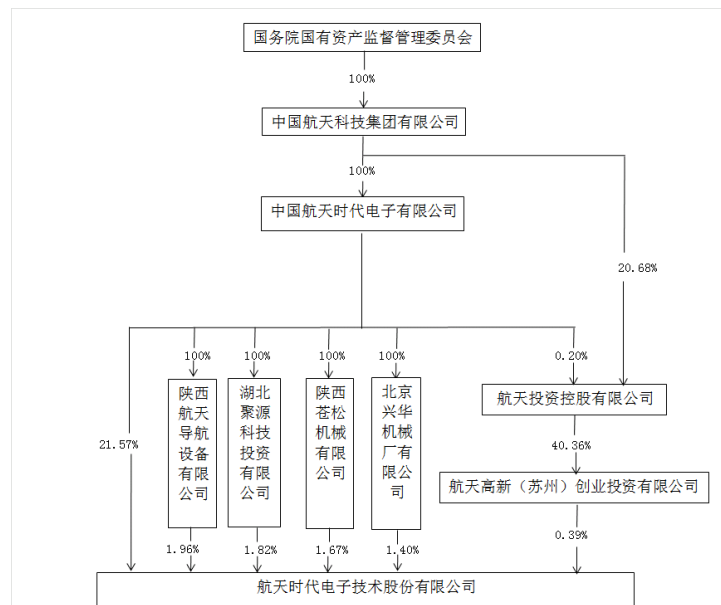 国务院国有资产监督管理委员会
100%
中国航天科技集团有限公司
100%
中国航天时代电子有限公司
20.68%
100%
100%
100%
100%
0.20%
陕西
航天
导航
设备
有限
公司
湖北
聚源
科技
投资
有限
公司
陕西
苍松
机械
有限
公司
北京
兴华
机械
厂有
限公
司
航天投资控股有限公司
21.57%
40.36%
航天高新（苏州）创业投资有限公司
1.96%
1.82%
1.67%
1.40%
0.39%
航天时代电子技术股份有限公司